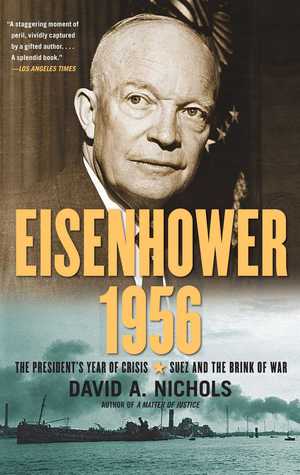 "A staggering moment of
peril, vividly captured
by a gifted author. . . .
A splendid book."
—LOS ANGELES TIMES
EISENHOWER
1956
THE PRESIDENT'S YEAR OF CRISIS ★ SUEZ AND THE BRINK OF WAR
DAVID A. NICHOLS
AUTHOR OF A MATTER OF JUSTICE